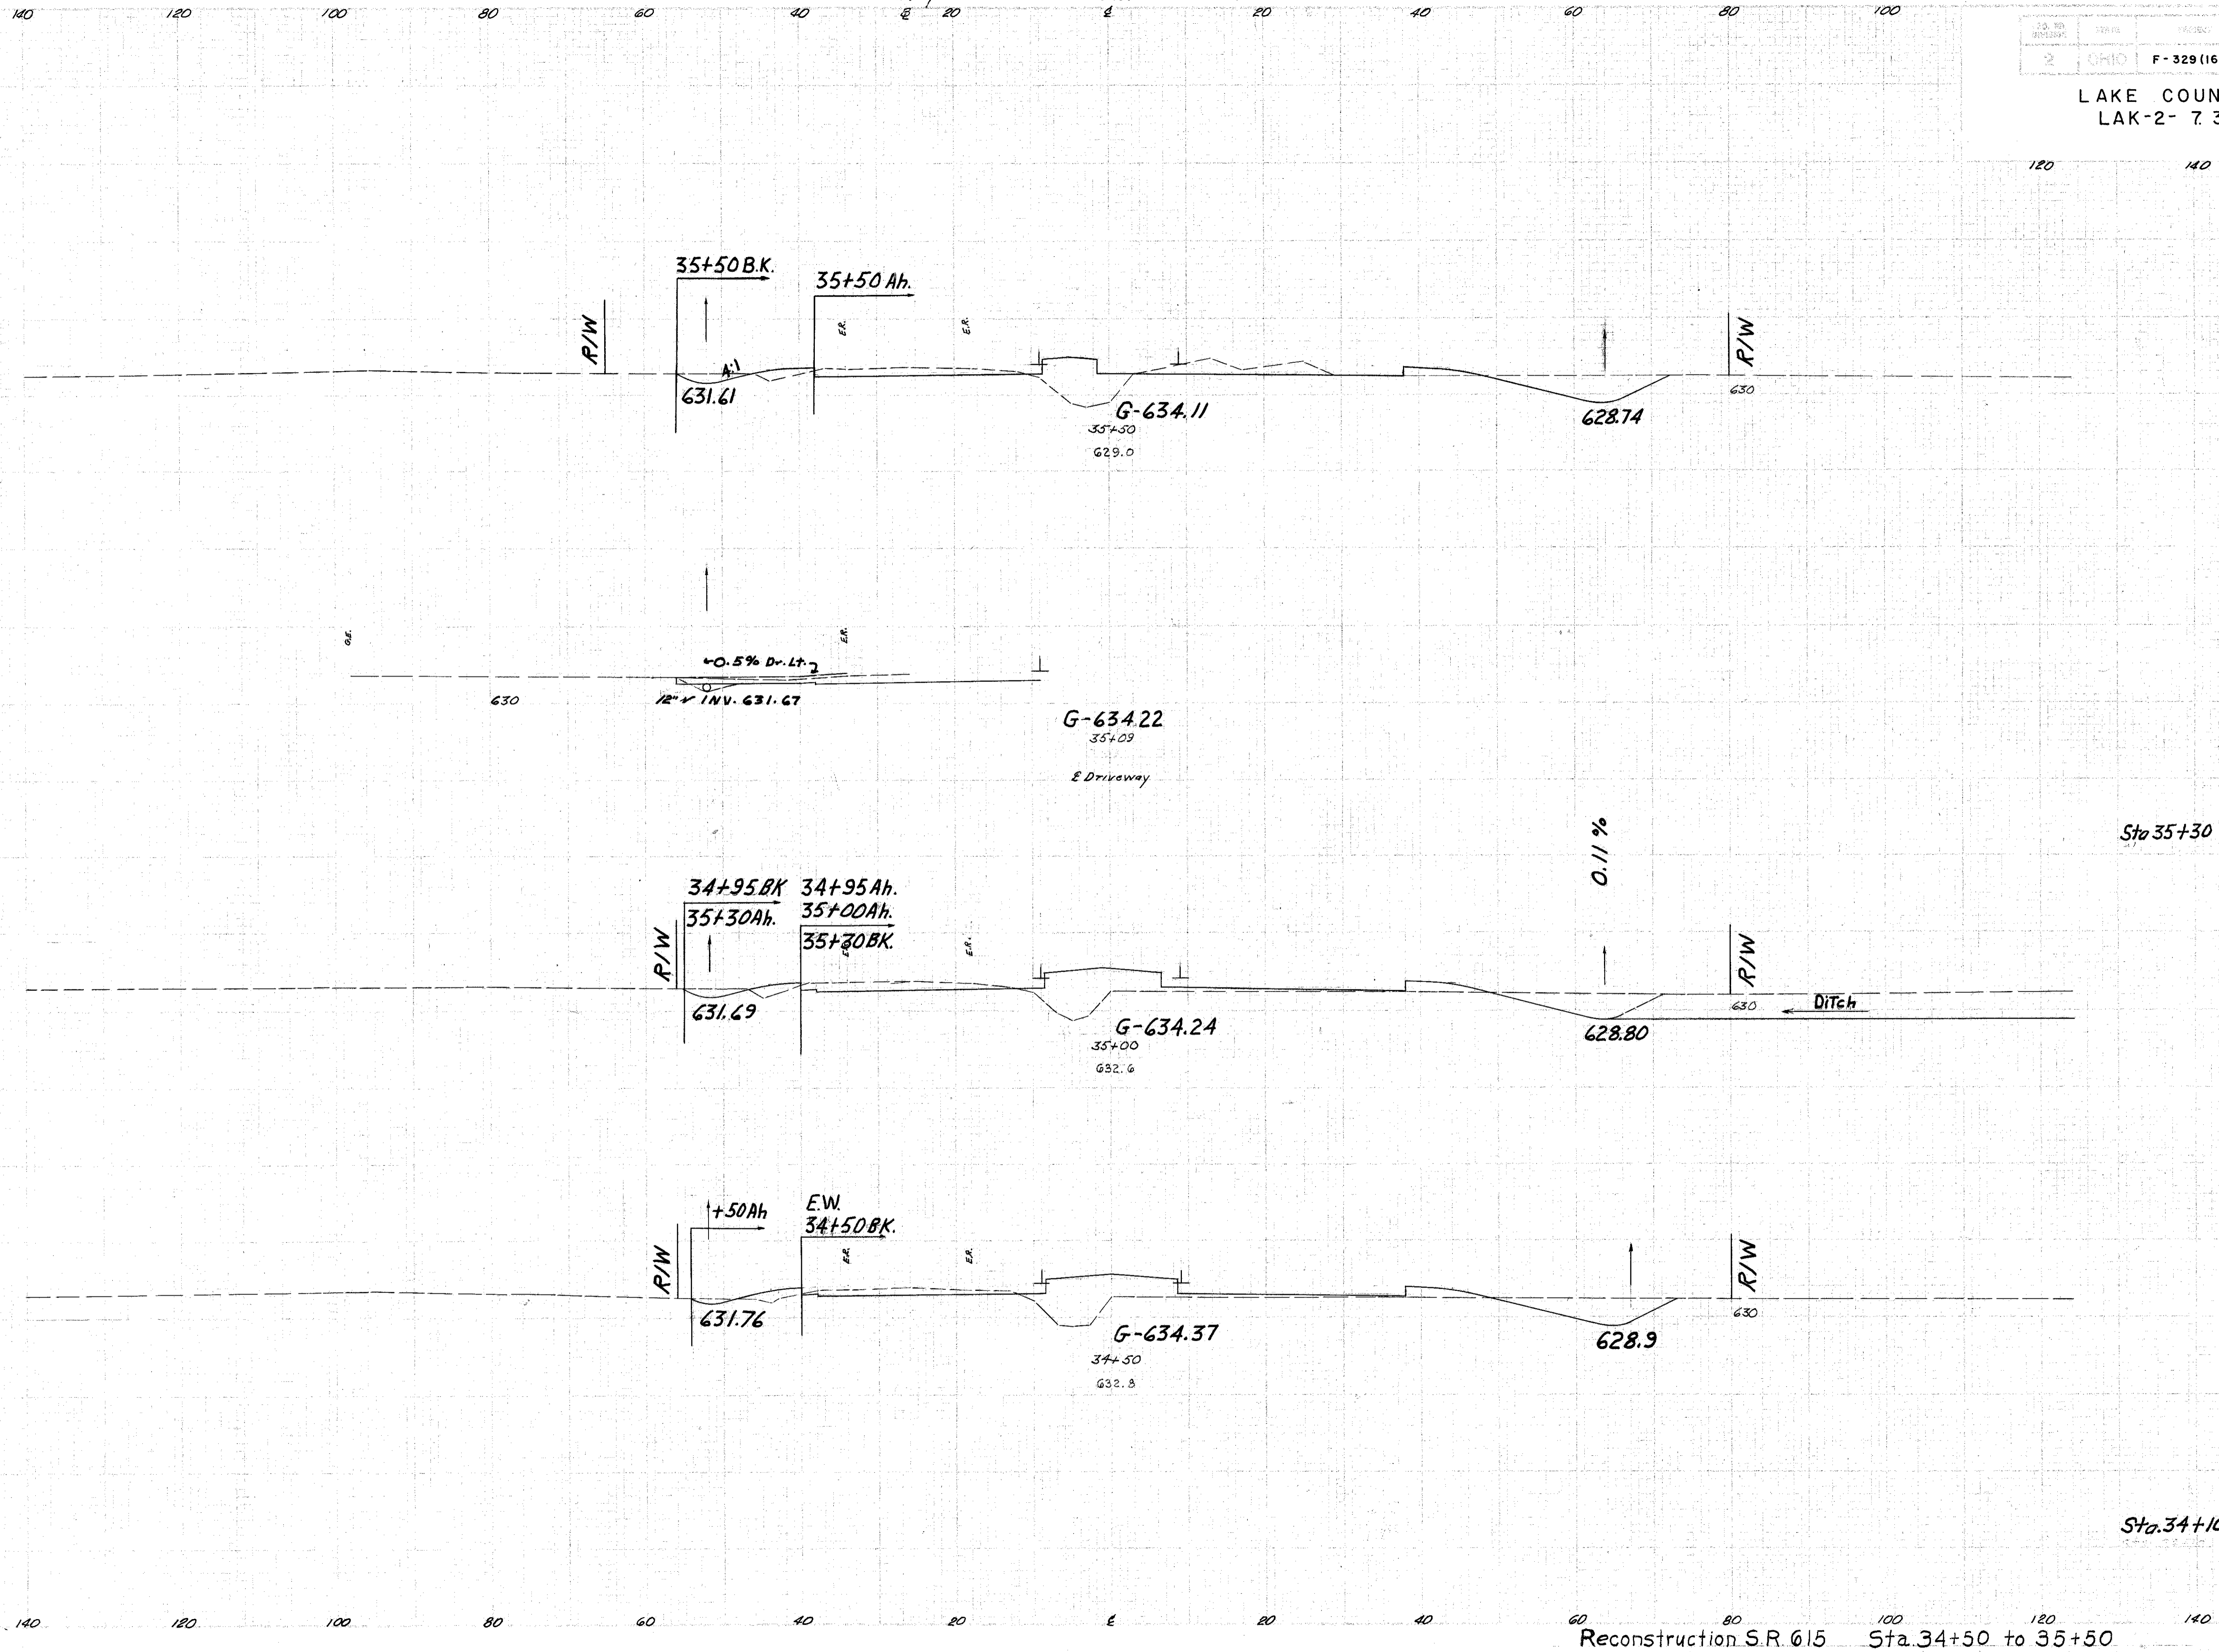 140 120 100 80 60 40 20 ℄ 20 40 60 80 100
OHIO F-329(16
LAKE COUN
LAK-2-7.3
120 140
35+50 B.K.
35+50 Ah.
R/W
E.R.
E.R.
R/W
4:1
631.61
G-634.11
35+50
629.0
628.74
630
G.E.
E.R.
0.5% Dr. Lt.
630
12" INV. 631.67
G-634.22
35+09
℄ Driveway
0.11 %
Sta 35+30
34+95 BK 34+95 Ah.
35+30 Ah. 35+00 Ah.
35+30 BK.
R/W
E.R.
E.R.
R/W
631.69
G-634.24
35+00
632.6
628.80
630
DiTch
+50 Ah
E.W.
34+50 BK.
R/W
E.R.
E.R.
R/W
631.76
G-634.37
34+50
632.8
628.9
630
Sta. 34+10
140 120 100 80 60 40 20 ℄ 20 40 60 80 100 120 140
Reconstruction S.R. 615 Sta. 34+50 to 35+50